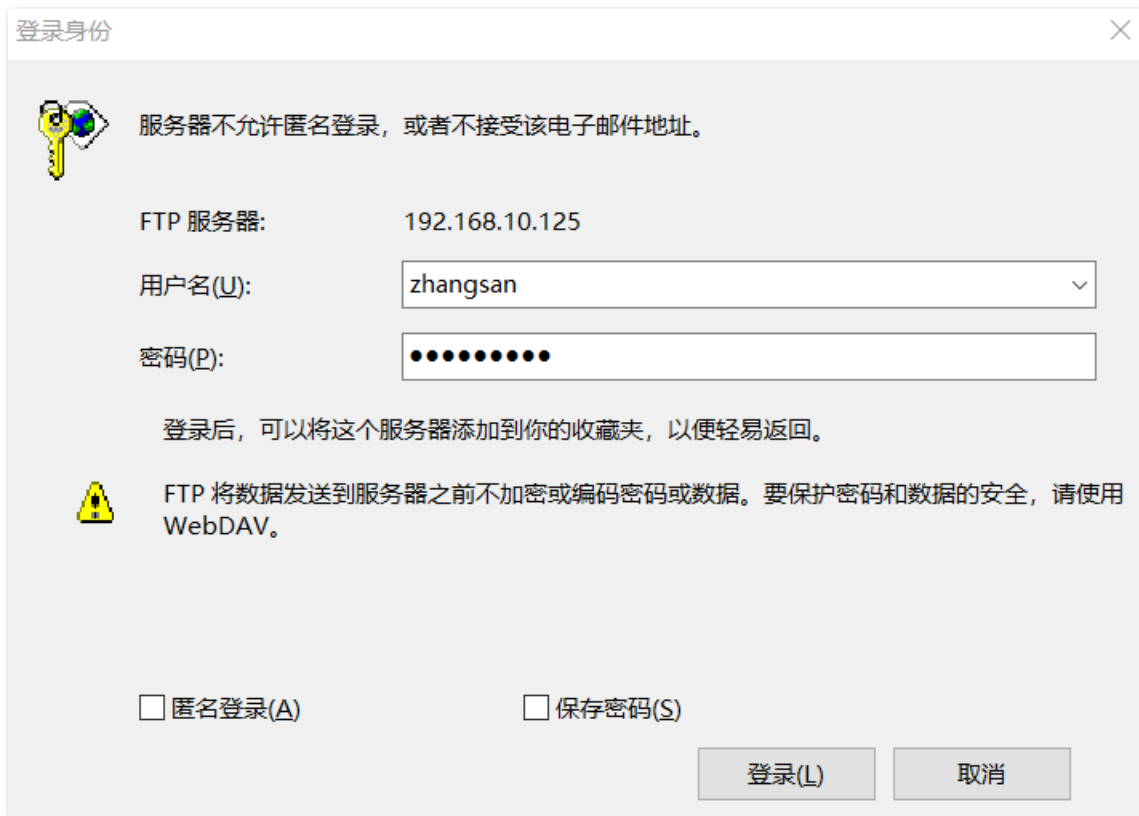 登录身份
服务器不允许匿名登录，或者不接受该电子邮件地址。
FTP 服务器: 192.168.10.125
用户名(U): zhangsan
密码(P): ●●●●●●●●●
登录后，可以将这个服务器添加到你的收藏夹，以便轻易返回。
FTP 将数据发送到服务器之前不加密或编码密码或数据。要保护密码和数据的安全，请使用
WebDAV。
匿名登录(A) 保存密码(S)
登录(L) 取消